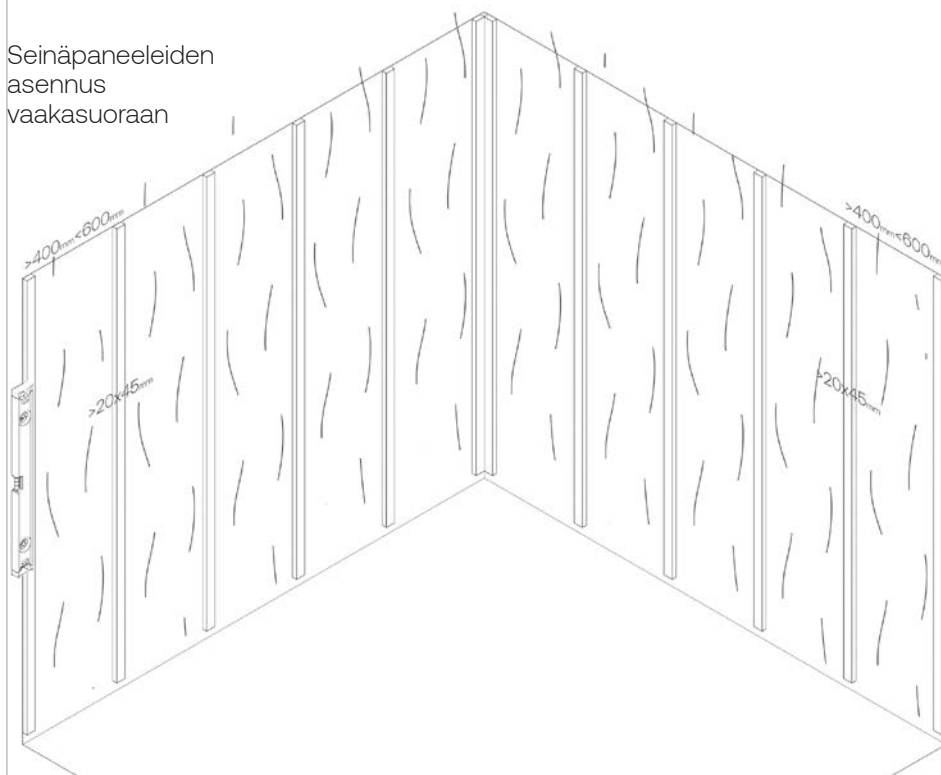 Seinäpaneeleiden
asennus
vaakasuoraan
>400mm<600mm
>400mm<600mm
>20x45mm
>20x45mm